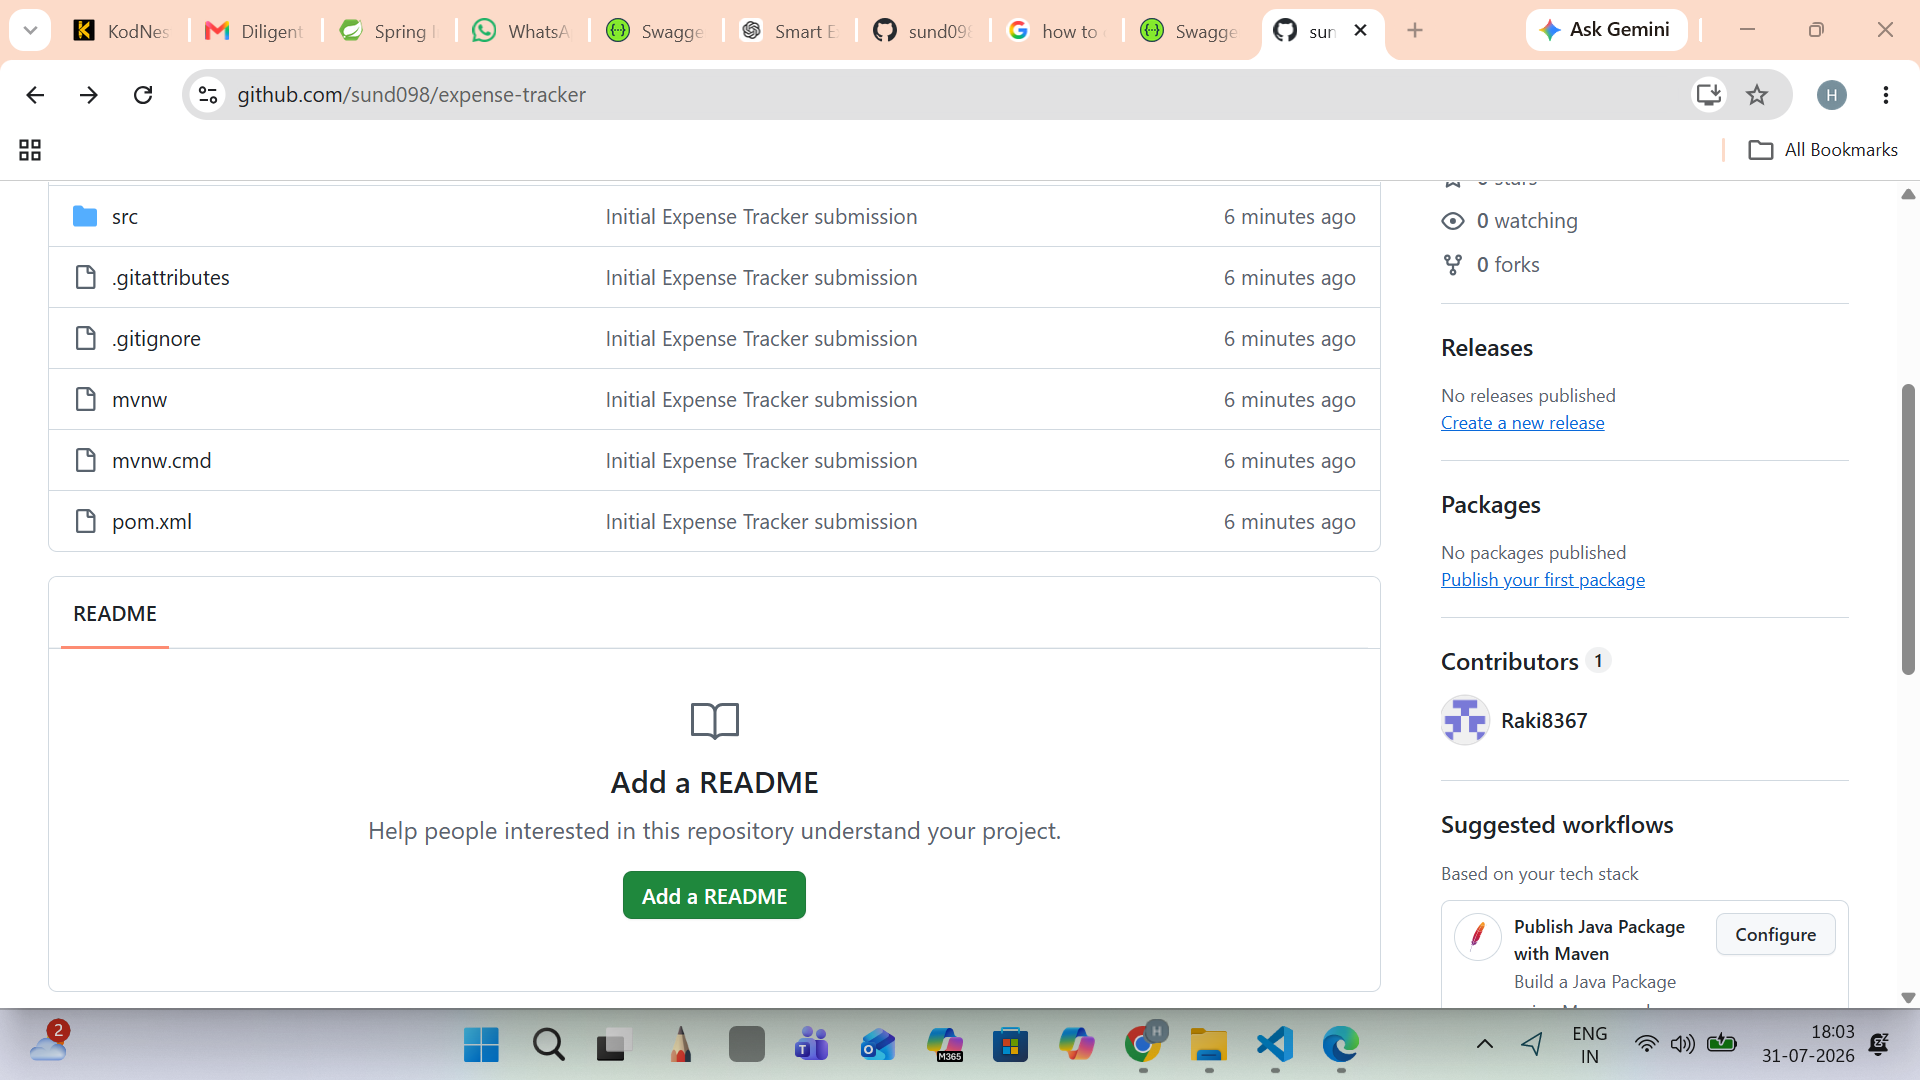 KodNes
Diligent
Spring
WhatsA
Swagge
Smart E
sund098
how to
Swagge
sun
Ask Gemini
github.com/sund098/expense-tracker
H
All Bookmarks
0 stars
src Initial Expense Tracker submission 6 minutes ago
0 watching
0 forks
.gitattributes Initial Expense Tracker submission 6 minutes ago
.gitignore Initial Expense Tracker submission 6 minutes ago
mvnw Initial Expense Tracker submission 6 minutes ago
mvnw.cmd Initial Expense Tracker submission 6 minutes ago
pom.xml Initial Expense Tracker submission 6 minutes ago
README
Add a README
Help people interested in this repository understand your project.
Add a README
Releases
No releases published
Create a new release
Packages
No packages published
Publish your first package
Contributors 1
Raki8367
Suggested workflows
Based on your tech stack
Publish Java Package
with Maven
Configure
Build a Java Package
2
M365
H
ENG
IN
18:03
31-07-2026